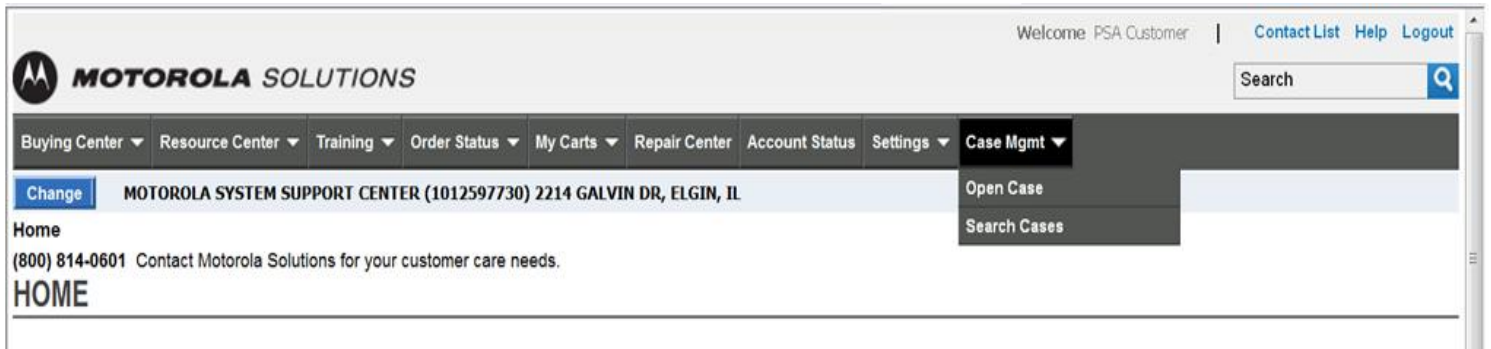 Welcome PSA Customer | Contact List Help Logout
MOTOROLA SOLUTIONS
Search
Buying Center Resource Center Training Order Status My Carts Repair Center Account Status Settings Case Mgmt
Change MOTOROLA SYSTEM SUPPORT CENTER (1012597730) 2214 GALVIN DR, ELGIN, IL
Open Case
Search Cases
Home
(800) 814-0601 Contact Motorola Solutions for your customer care needs.
HOME